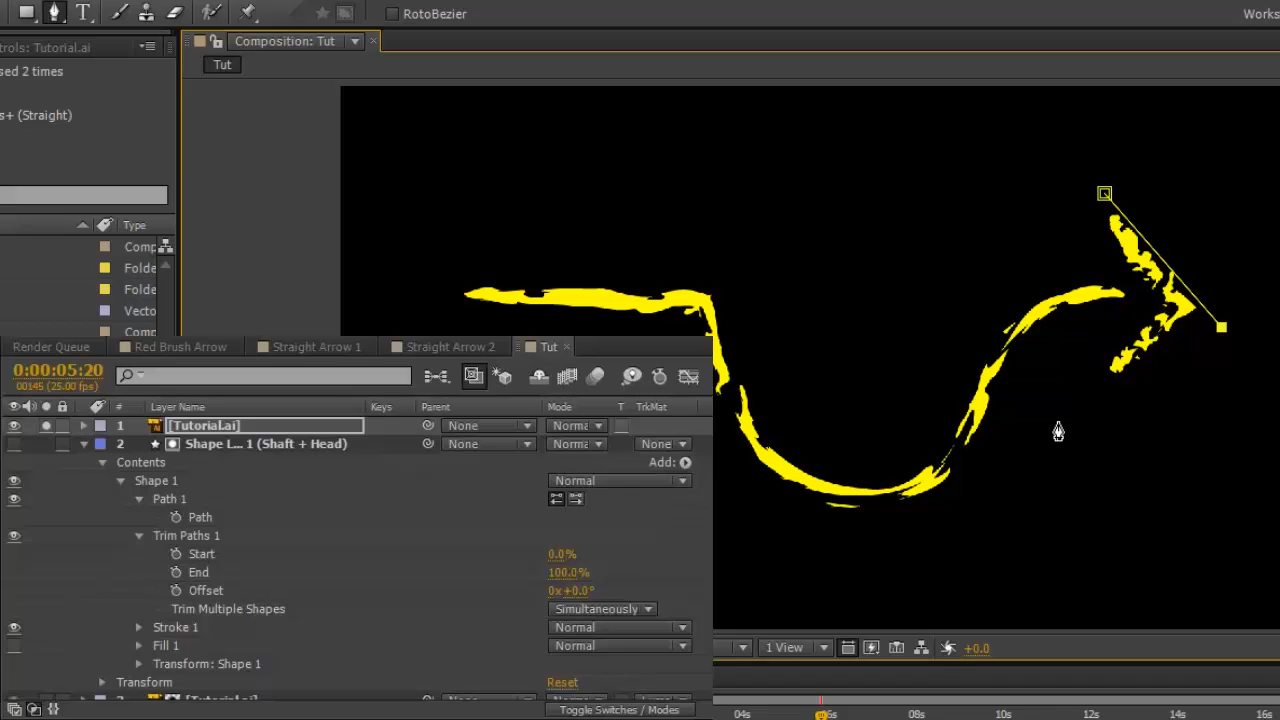 RotoBezier
Works
ntrols: Tutorial.ai
Composition: Tut
sed 2 times
Tut
s+ (Straight)
Type
Comp
Folde
Folde
Vecto
Comp
Render Queue
Red Brush Arrow
Straight Arrow 1
Straight Arrow 2
Tut
0:00:05:20
00145 (25.00 fps)
# Layer Name Keys Parent Mode T TrkMat
1 [Tutorial.ai] None Norma
2 Shape L... 1 (Shaft + Head) None Norma None
Contents Add:
Shape 1 Normal
Path 1
Path
Trim Paths 1
Start 0.0%
End 100.0%
Offset 0x+0.0°
Trim Multiple Shapes Simultaneously
Stroke 1 Normal
Fill 1 Normal
Transform: Shape 1
Transform Reset
[Tutorial.ai]
Toggle Switches / Modes
1 View +0.0
04s 06s 08s 10s 12s 14s 16s